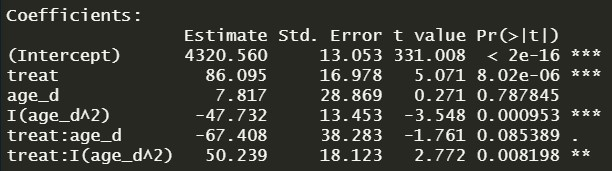 Coefficients:
Estimate Std. Error t value Pr(>|t|)
(Intercept) 4320.560 13.053 331.008 < 2e-16 ***
treat 86.095 16.978 5.071 8.02e-06 ***
age_d 7.817 28.869 0.271 0.787845
I(age_d^2) -47.732 13.453 -3.548 0.000953 ***
treat:age_d -67.408 38.283 -1.761 0.085389 .
treat:I(age_d^2) 50.239 18.123 2.772 0.008198 **